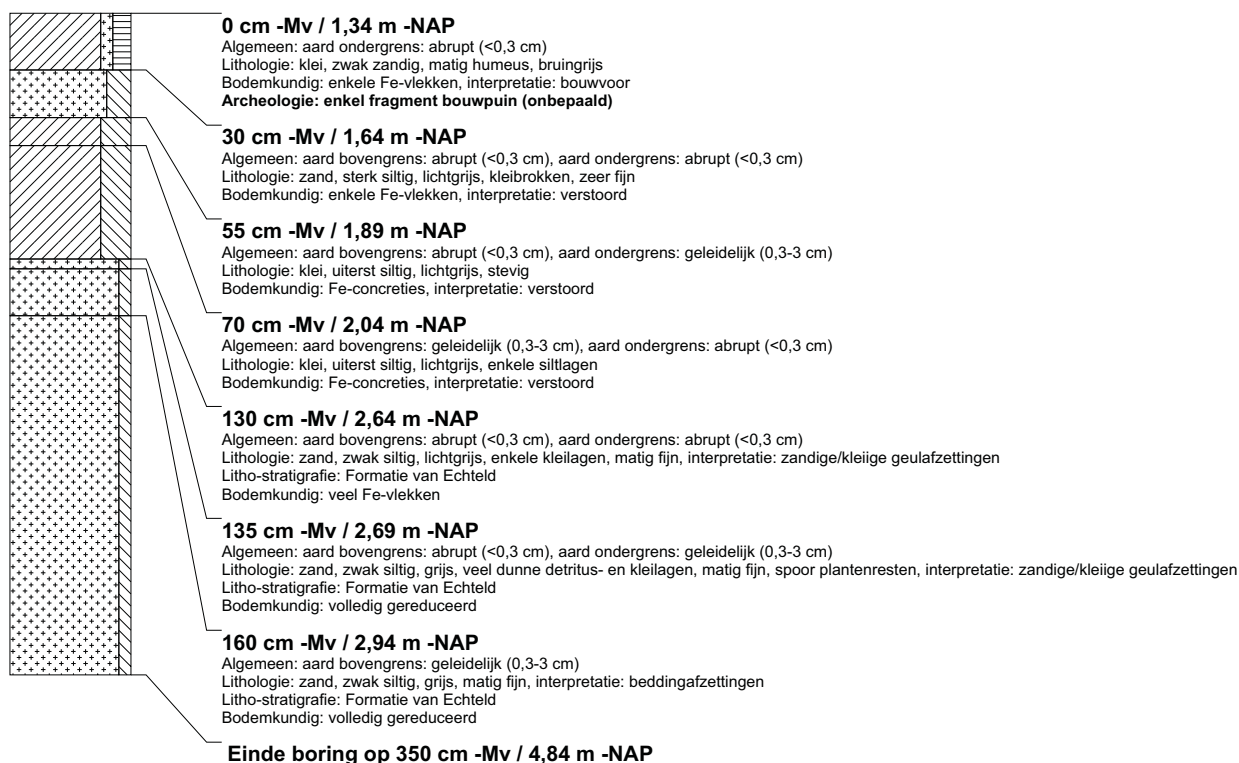 0 cm -Mv / 1,34 m -NAP
Algemeen: aard ondergrens: abrupt (<0,3 cm)
Lithologie: klei, zwak zandig, matig humeus, bruingrijs
Bodemkundig: enkele Fe-vlekken, interpretatie: bouwvoor
Archeologie: enkel fragment bouwpuin (onbepaald)
30 cm -Mv / 1,64 m -NAP
Algemeen: aard bovengrens: abrupt (<0,3 cm), aard ondergrens: abrupt (<0,3 cm)
Lithologie: zand, sterk siltig, lichtgrijs, kleibrokken, zeer fijn
Bodemkundig: enkele Fe-vlekken, interpretatie: verstoord
55 cm -Mv / 1,89 m -NAP
Algemeen: aard bovengrens: abrupt (<0,3 cm), aard ondergrens: geleidelijk (0,3-3 cm)
Lithologie: klei, uiterst siltig, lichtgrijs, stevig
Bodemkundig: Fe-concreties, interpretatie: verstoord
70 cm -Mv / 2,04 m -NAP
Algemeen: aard bovengrens: geleidelijk (0,3-3 cm), aard ondergrens: abrupt (<0,3 cm)
Lithologie: klei, uiterst siltig, lichtgrijs, enkele siltlagen
Bodemkundig: Fe-concreties, interpretatie: verstoord
130 cm -Mv / 2,64 m -NAP
Algemeen: aard bovengrens: abrupt (<0,3 cm), aard ondergrens: abrupt (<0,3 cm)
Lithologie: zand, zwak siltig, lichtgrijs, enkele kleilagen, matig fijn, interpretatie: zandige/kleiige geulafzettingen
Litho-stratigrafie: Formatie van Echteld
Bodemkundig: veel Fe-vlekken
135 cm -Mv / 2,69 m -NAP
Algemeen: aard bovengrens: abrupt (<0,3 cm), aard ondergrens: geleidelijk (0,3-3 cm)
Lithologie: zand, zwak siltig, grijs, veel dunne detritus- en kleilagen, matig fijn, spoor plantenresten, interpretatie: zandige/kleiige geulafzettingen
Litho-stratigrafie: Formatie van Echteld
Bodemkundig: volledig gereduceerd
160 cm -Mv / 2,94 m -NAP
Algemeen: aard bovengrens: geleidelijk (0,3-3 cm)
Lithologie: zand, zwak siltig, grijs, matig fijn, interpretatie: beddingafzettingen
Litho-stratigrafie: Formatie van Echteld
Bodemkundig: volledig gereduceerd
Einde boring op 350 cm -Mv / 4,84 m -NAP